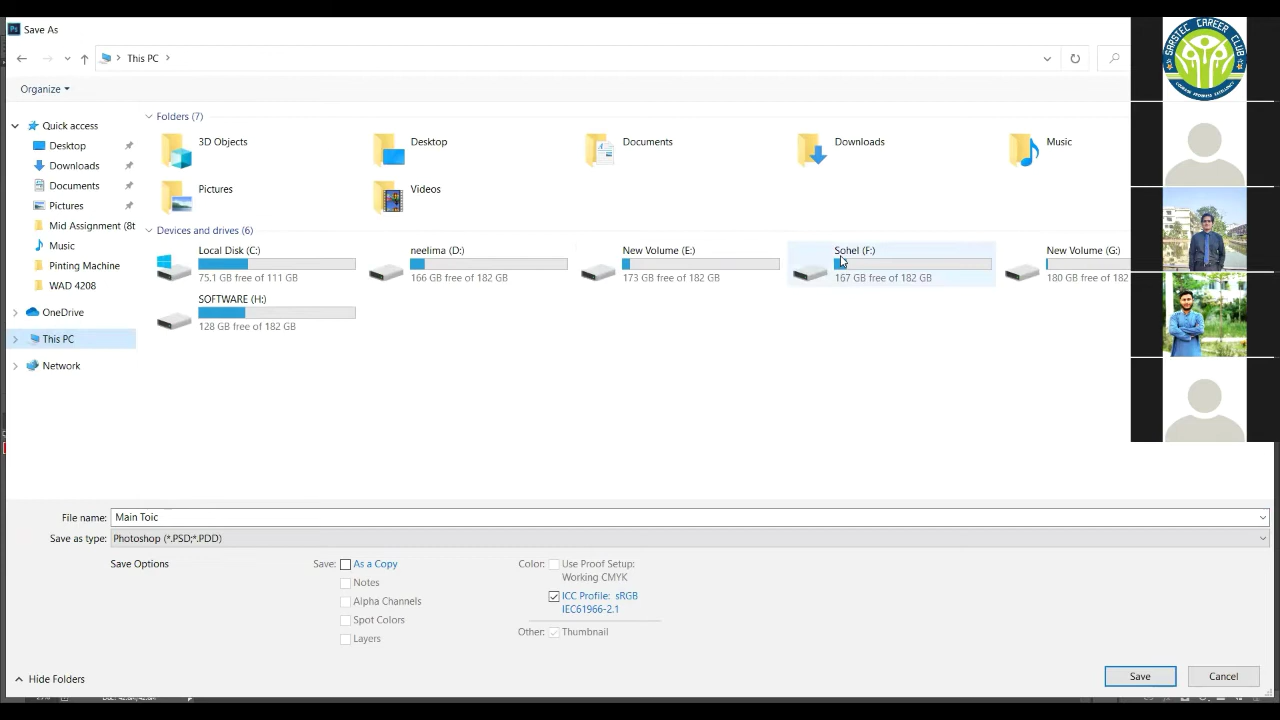 Ps Save As
This PC
Organize
Folders (7)
Quick access
3D Objects
Desktop
Documents
Downloads
Music
Desktop
Downloads
Documents
Pictures
Videos
Pictures
Mid Assignment (8t
Devices and drives (6)
Music
Local Disk (C:)
neelima (D:)
New Volume (E:)
Sohel (F:)
New Volume (G:)
Pinting Machine
75.1 GB free of 111 GB
166 GB free of 182 GB
173 GB free of 182 GB
167 GB free of 182 GB
180 GB free of 182 GB
WAD 4208
SOFTWARE (H:)
OneDrive
128 GB free of 182 GB
This PC
Network
File name: Main Toic
Save as type: Photoshop (*.PSD;*.PDD)
Save Options
Save: As a Copy
Notes
Alpha Channels
Spot Colors
Layers
Color: Use Proof Setup:
Working CMYK
ICC Profile: sRGB
IEC61966-2.1
Other: Thumbnail
Hide Folders
Save
Cancel
SARSTEC CAREER CLUB